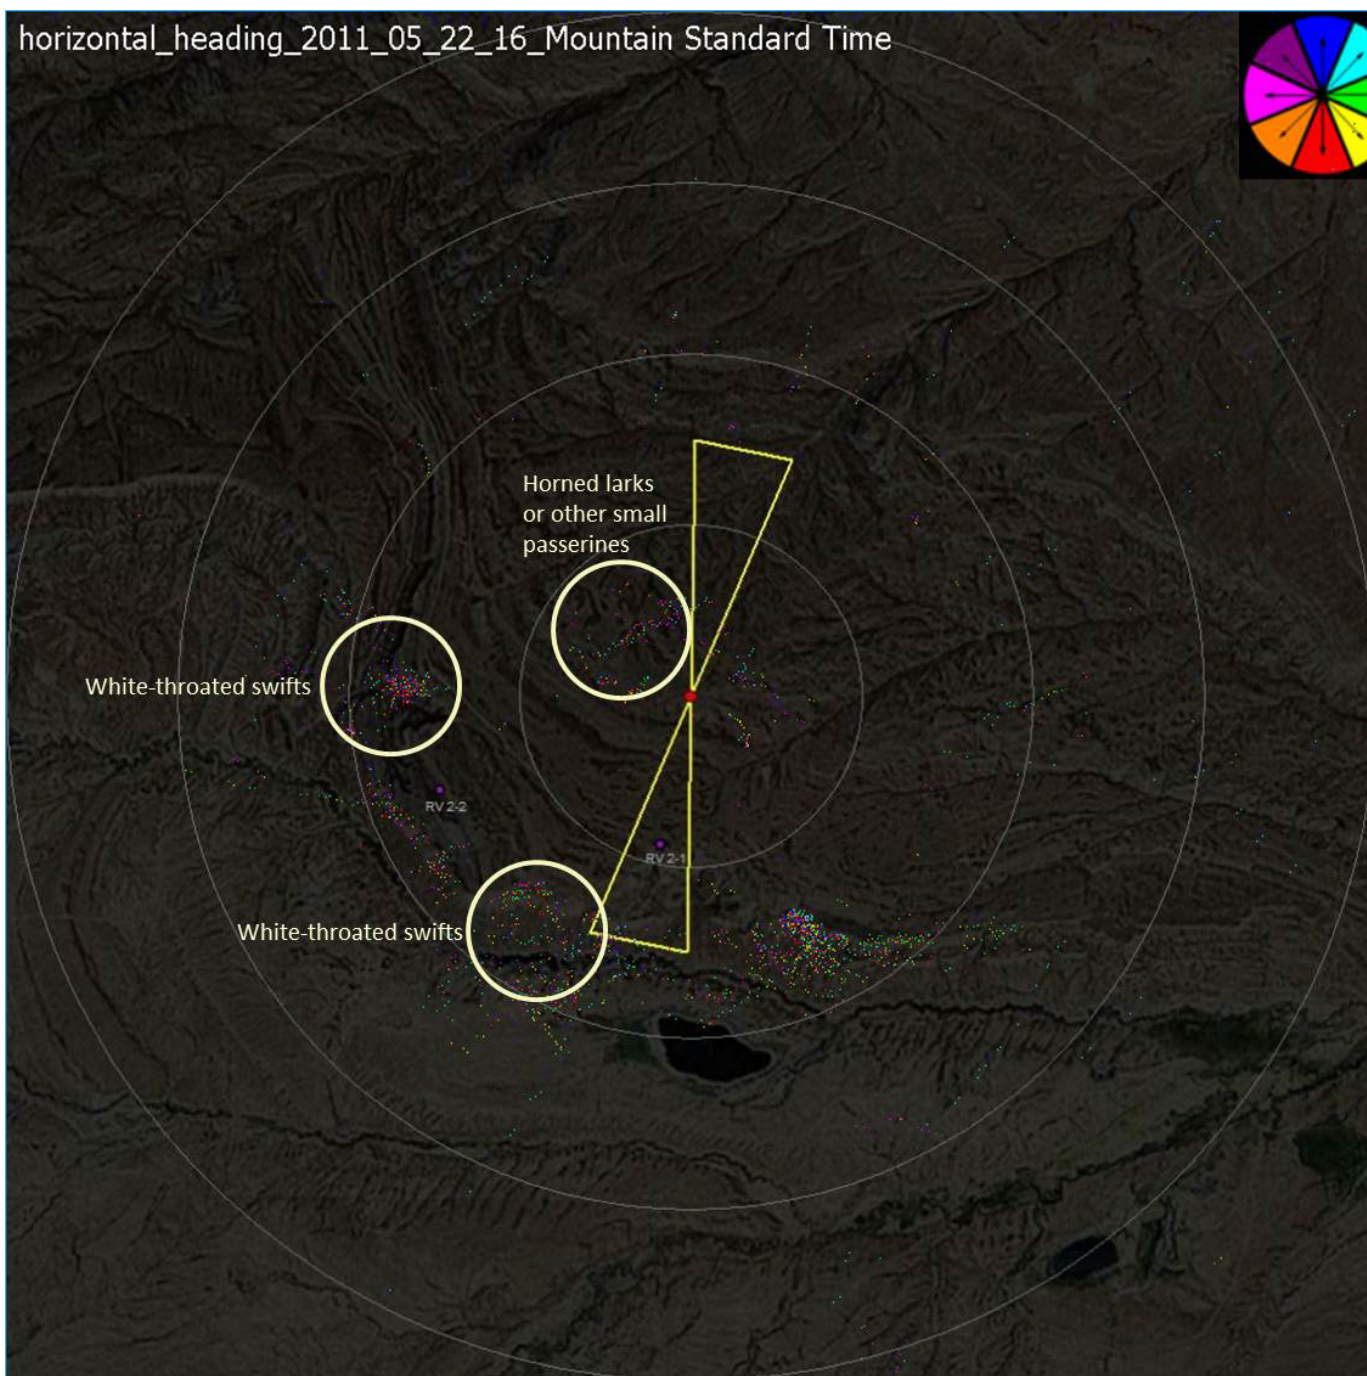 horizontal_heading_2011_05_22_16_Mountain Standard Time
Horned larks
or other small
passerines
White-throated swifts
RV 2-2
RV 2-1
White-throated swifts